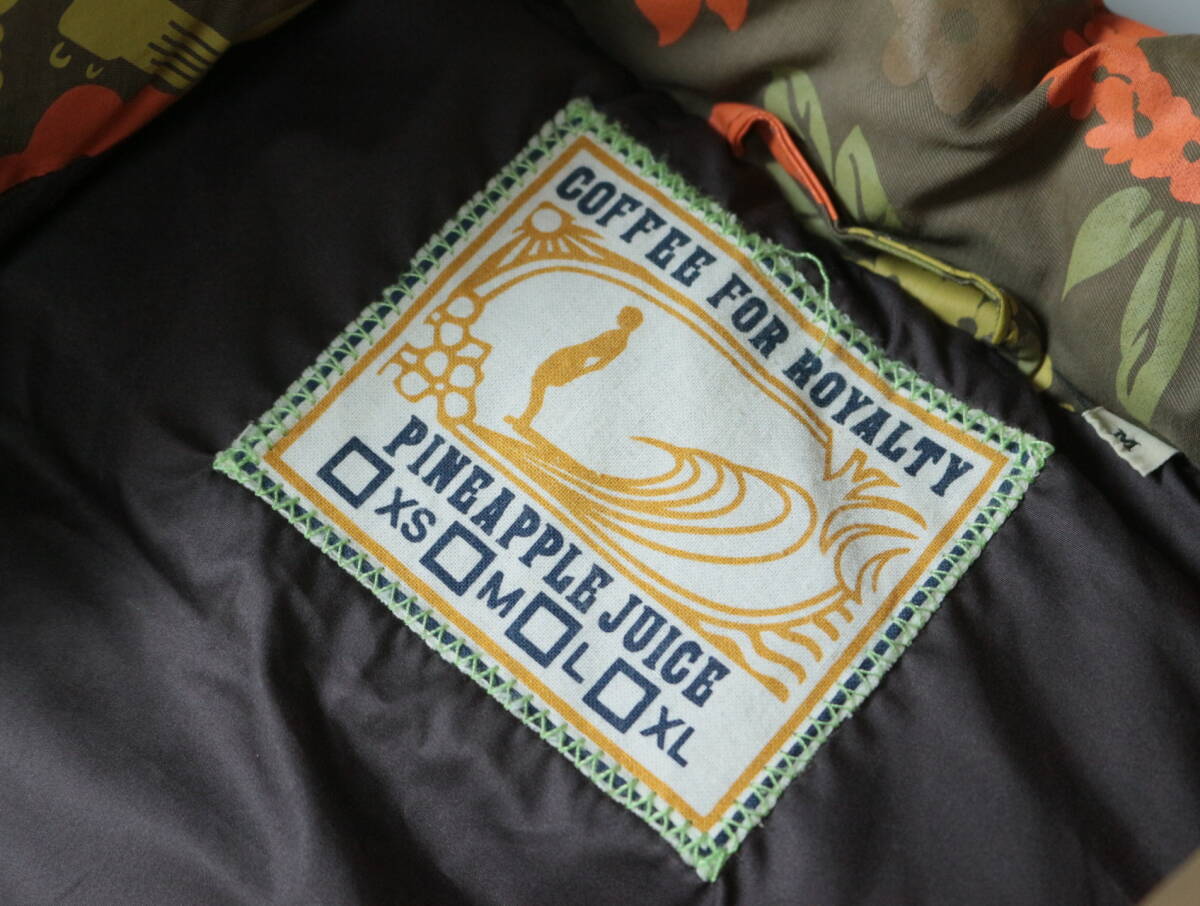 COFFEE FOR ROYALTY
PINEAPPLE JUICE
XS M L XL
M